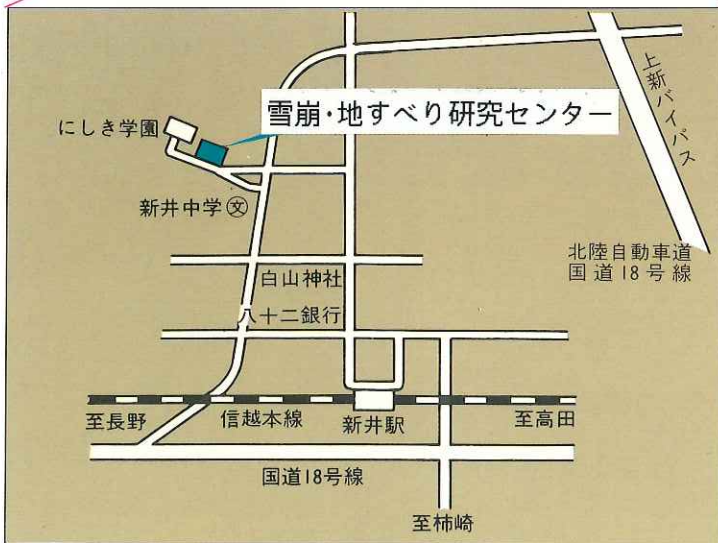 上新バイパス
雪崩・地すべり研究センター
にしき学園
新井中学㊛
北陸自動車道
国道18号線
白山神社
八十二銀行
至長野
信越本線
新井駅
至高田
国道18号線
至柿崎